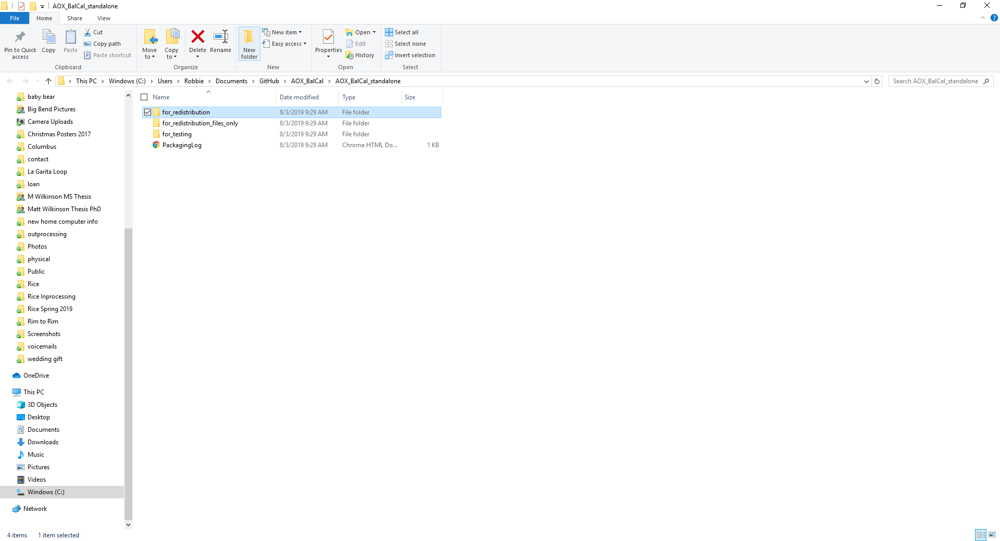 AOX_BalCal_standalone
File Home Share View
Pin to Quick access
Copy
Paste
Cut
Copy path
Paste shortcut
Clipboard
Move to
Copy to
Delete
Rename
Organize
New folder
New item
Easy access
New
Properties
Open
Edit
History
Open
Select all
Select none
Invert selection
Select
This PC > Windows (C:) > Users > Robbie > Documents > GitHub > AOX_BalCal > AOX_BalCal_standalone
Search AOX_BalCal_standalone
baby bear
Big Bend Pictures
Camera Uploads
Christmas Posters 2017
Columbus
contact
La Garita Loop
loan
M Wilkinson MS Thesis
Matt Wilkinson Thesis PhD
new home computer info
outprocessing
Photos
physical
Public
Rice
Rice Inprocessing
Rice Spring 2019
Rim to Rim
Screenshots
voicemails
wedding gift
OneDrive
This PC
3D Objects
Desktop
Documents
Downloads
Music
Pictures
Videos
Windows (C:)
Network
Name Date modified Type Size
for_redistribution 8/3/2019 9:29 AM File folder
for_redistribution_files_only 8/3/2019 9:29 AM File folder
for_testing 8/3/2019 9:29 AM File folder
PackagingLog 8/3/2019 9:29 AM Chrome HTML Do... 1 KB
4 items 1 item selected